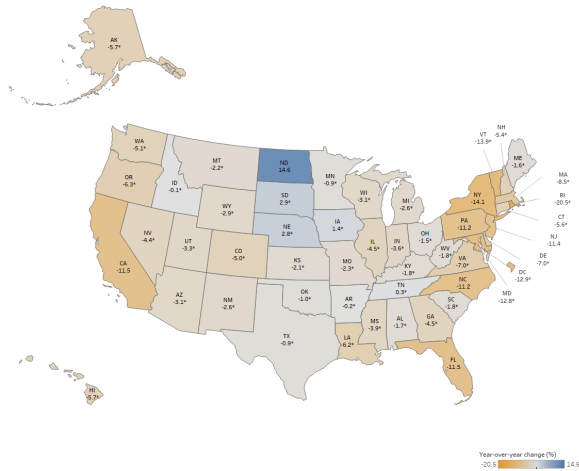 AK
-5.7*
WA
-5.1*
OR
-6.3*
CA
-11.5
NV
-4.4*
ID
-0.1*
MT
-2.2*
WY
-2.9*
UT
-3.3*
CO
-5.0*
AZ
-3.1*
NM
-2.6*
ND
14.6
SD
2.9*
NE
2.8*
KS
-2.1*
OK
-1.0*
TX
-0.9*
MN
-0.9*
IA
1.4*
MO
-2.3*
AR
-0.2*
LA
-6.2*
WI
-3.1*
IL
-4.5*
MI
-2.6*
IN
-3.6*
OH
-1.5*
KY
-1.8*
TN
0.3*
MS
-3.9*
AL
-1.7*
GA
-4.5*
FL
-11.5
SC
-1.8*
NC
-11.2
VA
-7.0*
WV
-1.8*
PA
-11.2
NY
-14.1
VT
-13.9*
NH
-5.4*
ME
-1.6*
MA
-8.5*
RI
-20.5*
CT
-5.6*
NJ
-11.4
DE
-7.0*
DC
-12.9*
MD
-12.8*
HI
-5.7*
Year-over-year change (%)
-20.5
14.6